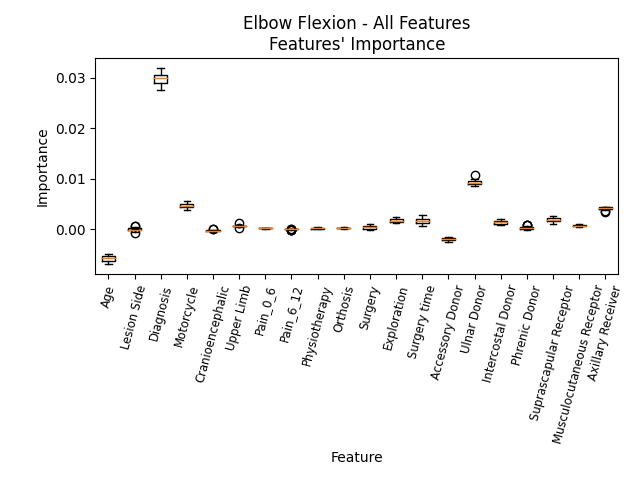 Elbow Flexion - All Features
Features' Importance
Importance
0.03
0.02
0.01
0.00
Age
Lesion Side
Diagnosis
Motorcycle
Cranioencephalic
Upper Limb
Pain_0_6
Pain_6_12
Physiotherapy
Orthosis
Surgery
Exploration
Surgery time
Accessory Donor
Ulnar Donor
Intercostal Donor
Phrenic Donor
Suprascapular Receptor
Musculocutaneous Receptor
Axillary Receiver
Feature